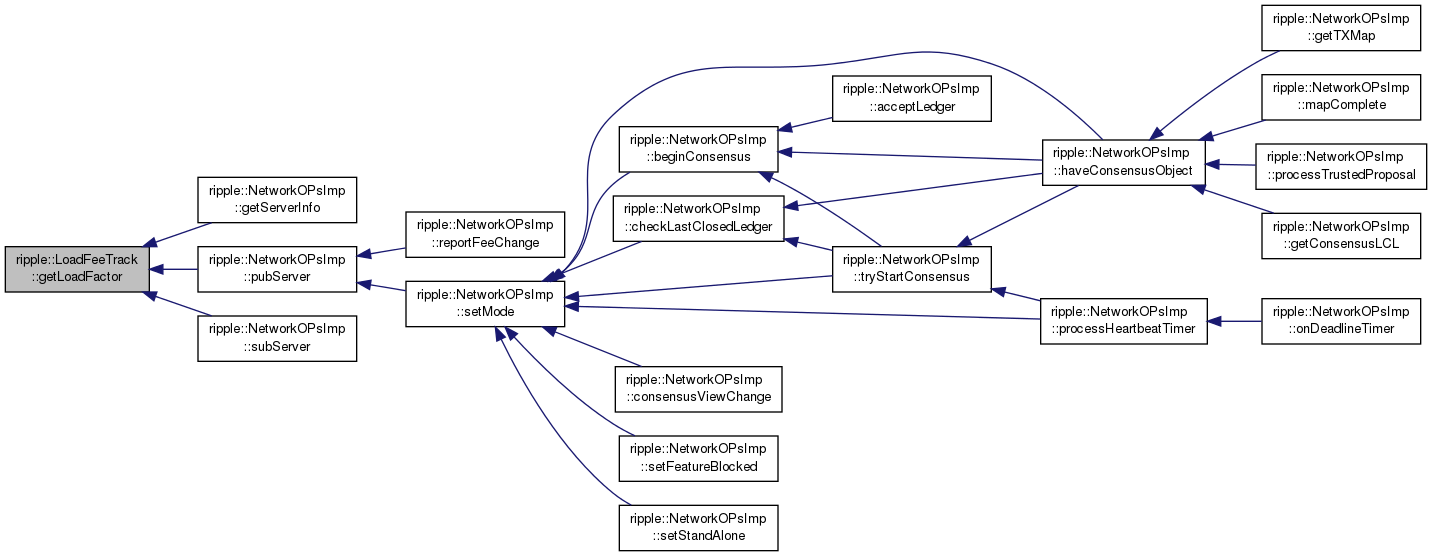 ripple::LoadFeeTrack
::getLoadFactor
ripple::NetworkOPsImp
::getServerInfo
ripple::NetworkOPsImp
::pubServer
ripple::NetworkOPsImp
::subServer
ripple::NetworkOPsImp
::reportFeeChange
ripple::NetworkOPsImp
::setMode
ripple::NetworkOPsImp
::beginConsensus
ripple::NetworkOPsImp
::checkLastClosedLedger
ripple::NetworkOPsImp
::consensusViewChange
ripple::NetworkOPsImp
::setFeatureBlocked
ripple::NetworkOPsImp
::setStandAlone
ripple::NetworkOPsImp
::acceptLedger
ripple::NetworkOPsImp
::tryStartConsensus
ripple::NetworkOPsImp
::haveConsensusObject
ripple::NetworkOPsImp
::processHeartbeatTimer
ripple::NetworkOPsImp
::getTXMap
ripple::NetworkOPsImp
::mapComplete
ripple::NetworkOPsImp
::processTrustedProposal
ripple::NetworkOPsImp
::getConsensusLCL
ripple::NetworkOPsImp
::onDeadlineTimer